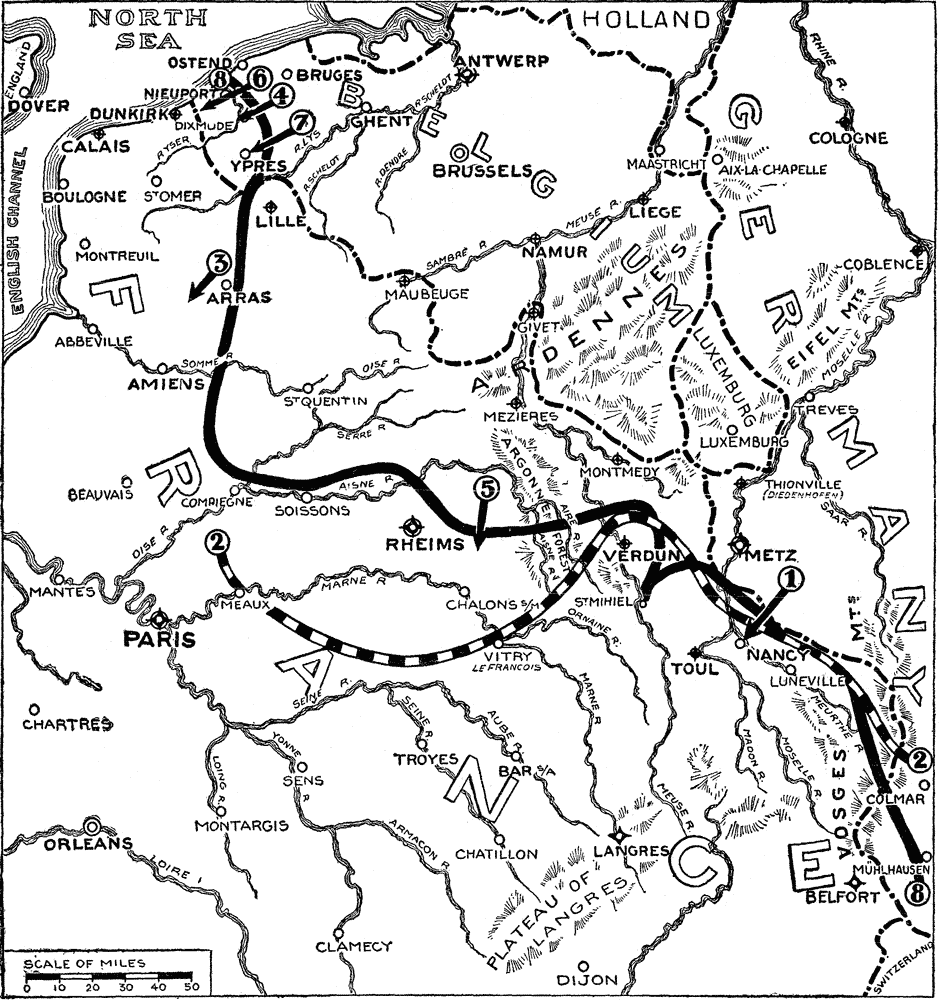 NORTH
SEA
HOLLAND
ENGLAND
DOVER
OSTEND
BRUGES
ANTWERP
8
6
NIEUPORT
4
DUNKIRK
DIXMUDE
GHENT
R. SCHELDT
RHINE R.
COLOGNE
CALAIS
R. YSER
7
R. LYS
YPRES
R. SCHELDT
R. DENDRE
BRUSSELS
MAASTRICHT
AIX-LA-CHAPELLE
BELGIUM
GERMANY
ENGLISH CHANNEL
BOULOGNE
ST OMER
LILLE
MEUSE R.
LIEGE
MONTREUIL
SAMBRE R
NAMUR
COBLENCE
3
ARRAS
MAUBEUGE
GIVET
ARDENZES
LUXEMBURG
EIFEL MTS
MOSELLE R.
FRANCE
ABBEVILLE
AMIENS
SOMME R
OISE R.
ST QUENTIN
SERRE R
MEZIERES
TREVES
LUXEMBURG
MONTMEDY
THIONVILLE
(DIEDENHOFEN)
SAAR R.
BEAUVAIS
COMPIEGNE
AISNE R.
SOISSONS
5
ARGONNE
FOREST
AIRE R.
AISNE R.
OISE R
2
RHEIMS
VERDUN
METZ
MANTES
MEAUX
MARNE R.
CHALONS S/M
ST MIHIEL
1
MTS
PARIS
ORNAINE R.
VITRY
LE FRANCOIS
TOUL
NANCY
LUNEVILLE
MEURTHE R
CHARTRES
SEINE R.
SEINE R.
AUBE R.
MARNE R
MADON R.
MOSELLE R.
YONNE
R
LOING R.
SENS
TROYES
BAR S/A
VOSGES
2
COLMAR
MEUSE R.
MONTARGIS
ORLEANS
LOIRE
ARMACON R.
CHATILLON
LANGRES
MÜHLHAUSEN
8
BELFORT
PLATEAU OF
LANGRES
CLAMECY
DIJON
SWITZERLAND
SCALE OF MILES
0 10 20 30 40 50